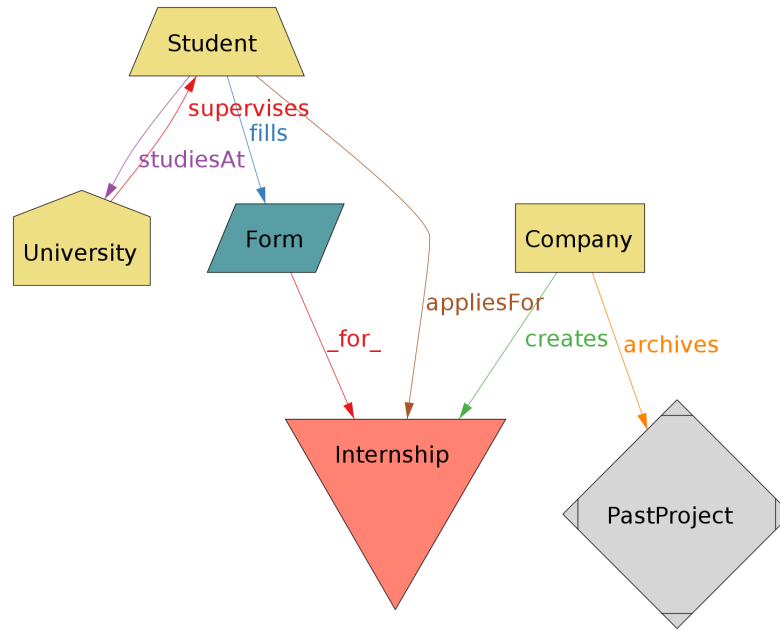 Student
supervises
fills
studiesAt
University
Form
Company
appliesFor
_for_
creates
archives
Internship
PastProject